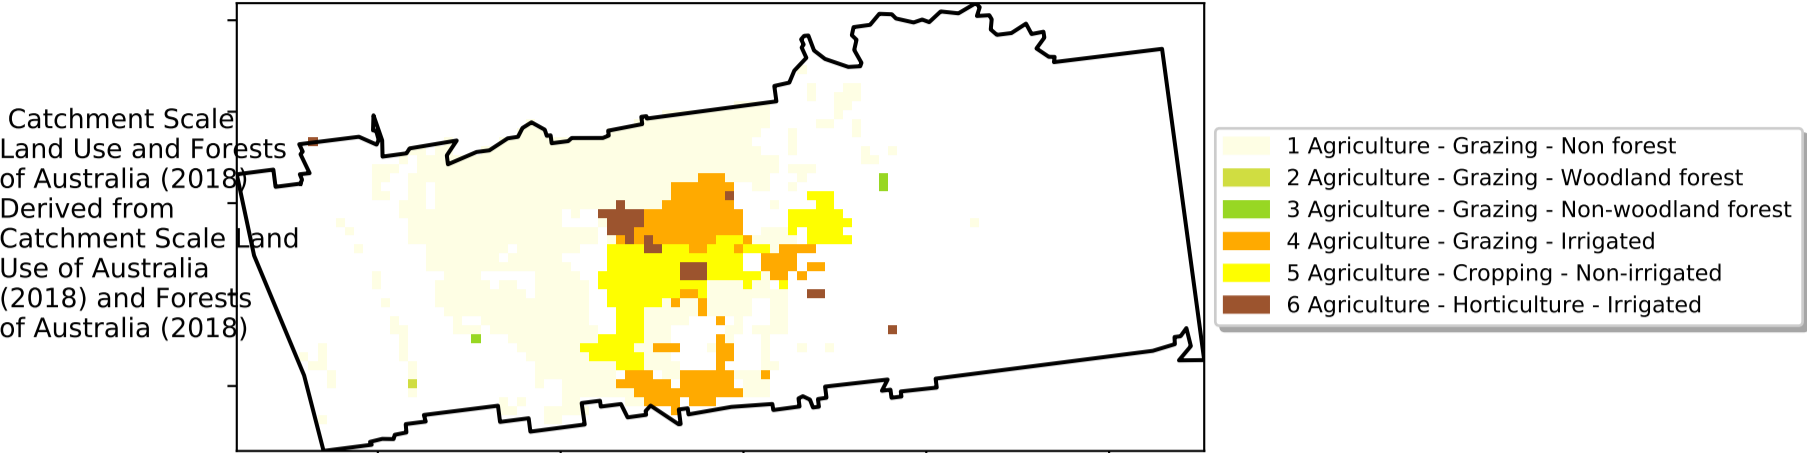 Catchment Scale
Land Use and Forests
of Australia (2018)
Derived from
Catchment Scale Land
Use of Australia
(2018) and Forests
of Australia (2018)
1 Agriculture - Grazing - Non forest
2 Agriculture - Grazing - Woodland forest
3 Agriculture - Grazing - Non-woodland forest
4 Agriculture - Grazing - Irrigated
5 Agriculture - Cropping - Non-irrigated
6 Agriculture - Horticulture - Irrigated